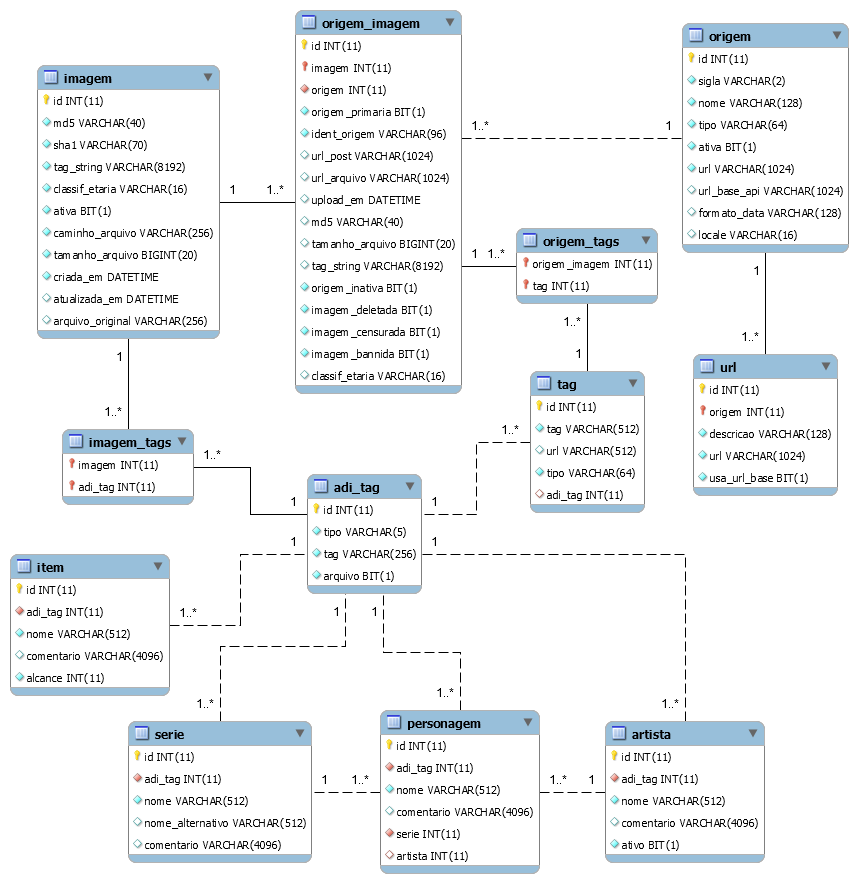 origem_imagem
id INT(11)
imagem INT(11)
origem INT(11)
origem_primaria BIT(1)
ident_origem VARCHAR(96)
url_post VARCHAR(1024)
url_arquivo VARCHAR(1024)
upload_em DATETIME
md5 VARCHAR(40)
tamanho_arquivo BIGINT(20)
tag_string VARCHAR(8192)
origem_inativa BIT(1)
imagem_deletada BIT(1)
imagem_censurada BIT(1)
imagem_bannida BIT(1)
classif_etaria VARCHAR(16)
origem
id INT(11)
sigla VARCHAR(2)
nome VARCHAR(128)
tipo VARCHAR(64)
ativa BIT(1)
url VARCHAR(1024)
url_base_api VARCHAR(1024)
formato_data VARCHAR(128)
locale VARCHAR(16)
imagem
id INT(11)
md5 VARCHAR(40)
sha1 VARCHAR(70)
tag_string VARCHAR(8192)
classif_etaria VARCHAR(16)
ativa BIT(1)
caminho_arquivo VARCHAR(256)
tamanho_arquivo BIGINT(20)
criada_em DATETIME
atualizada_em DATETIME
arquivo_original VARCHAR(256)
1..* 1
1 1..*
1 1..*
origem_tags
origem_imagem INT(11)
tag INT(11)
1..*
1
1
1..*
url
id INT(11)
origem INT(11)
descricao VARCHAR(128)
url VARCHAR(1024)
usa_url_base BIT(1)
1
1..*
tag
id INT(11)
tag VARCHAR(512)
url VARCHAR(512)
tipo VARCHAR(64)
adi_tag INT(11)
imagem_tags
imagem INT(11)
adi_tag INT(11)
1..*
1
1..*
1
adi_tag
id INT(11)
tipo VARCHAR(5)
tag VARCHAR(256)
arquivo BIT(1)
1
1
item
id INT(11)
adi_tag INT(11)
nome VARCHAR(512)
comentario VARCHAR(4096)
alcance INT(11)
1..*
1
1
1..*
1..*
1..*
serie
id INT(11)
adi_tag INT(11)
nome VARCHAR(512)
nome_alternativo VARCHAR(512)
comentario VARCHAR(4096)
1 1..*
personagem
id INT(11)
adi_tag INT(11)
nome VARCHAR(512)
comentario VARCHAR(4096)
serie INT(11)
artista INT(11)
1..* 1
artista
id INT(11)
adi_tag INT(11)
nome VARCHAR(512)
comentario VARCHAR(4096)
ativo BIT(1)